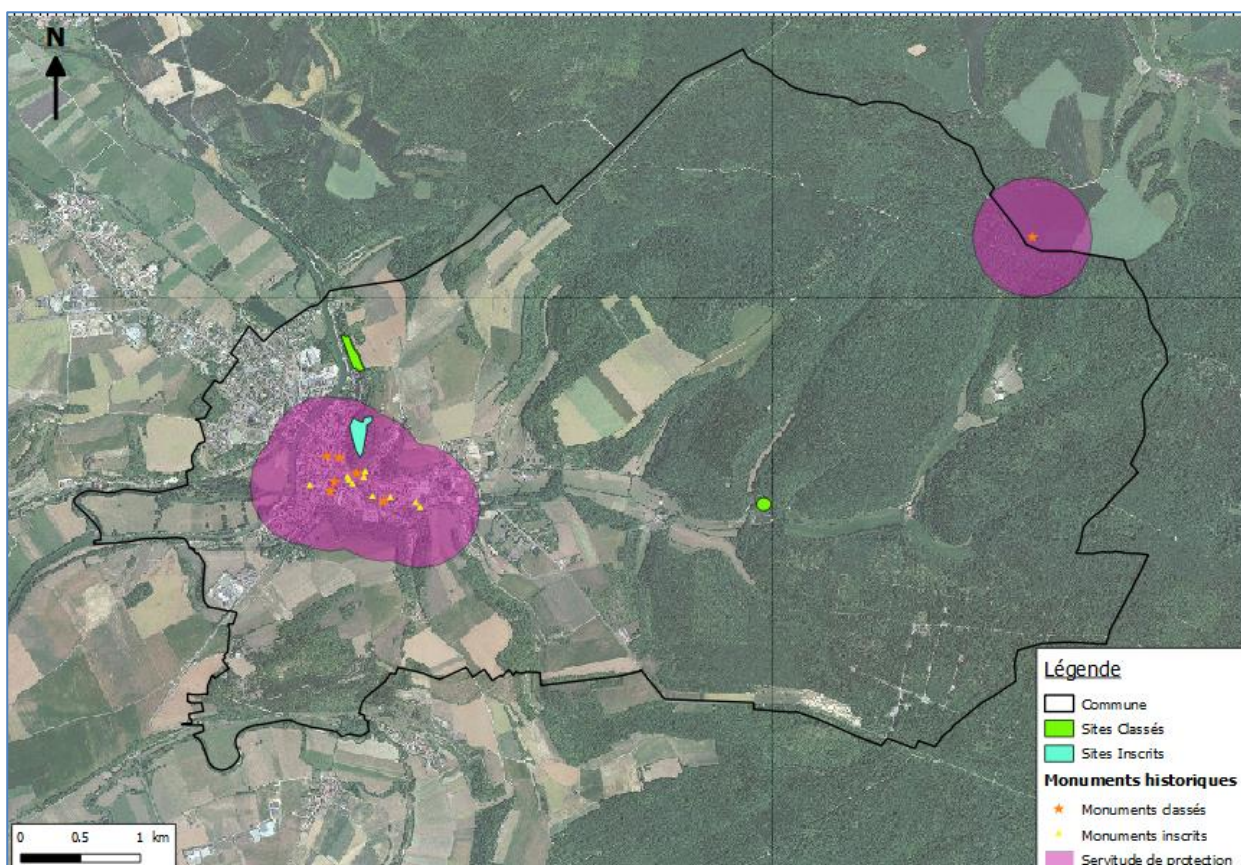 N
Légende
Commune
Sites Classés
Sites Inscrits
Monuments historiques
Monuments classés
Monuments inscrits
Servitude de protection
0 0.5 1 km